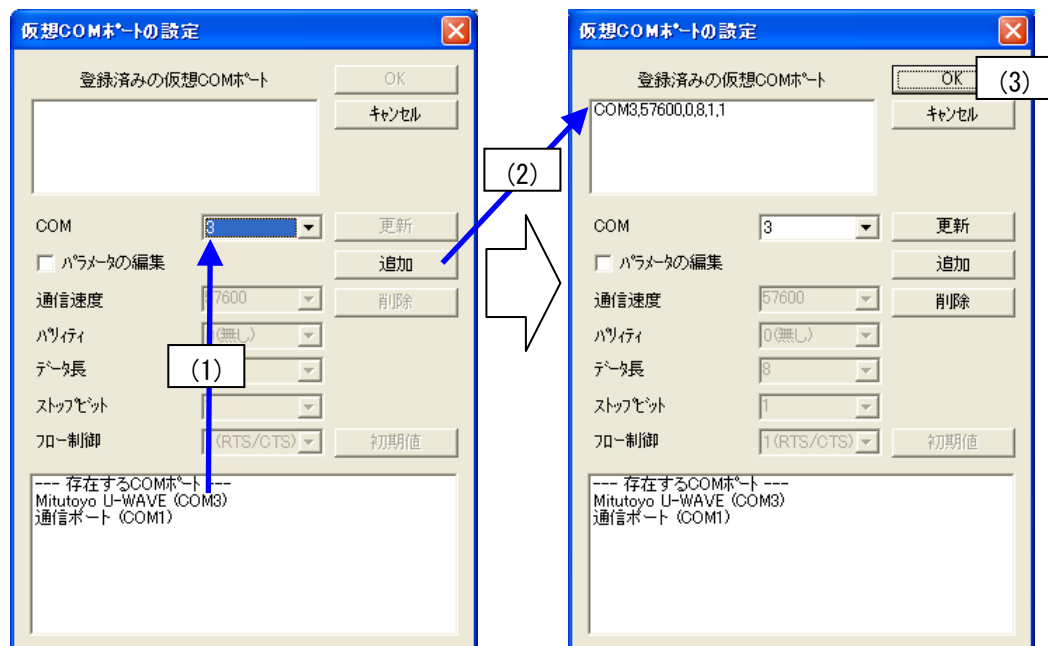 仮想COMポートの設定
登録済みの仮想COMポート
OK
キャンセル
COM
3
更新
パラメータの編集
追加
通信速度
57600
削除
パリティ
0(無し)
データ長
(1)
ストップビット
フロー制御
(RTS/CTS)
初期値
--- 存在するCOMポート ---
Mitutoyo U-WAVE (COM3)
通信ポート (COM1)
(2)
仮想COMポートの設定
登録済みの仮想COMポート
OK
(3)
COM3,57600,0,8,1,1
キャンセル
COM
3
更新
パラメータの編集
追加
通信速度
57600
削除
パリティ
0(無し)
データ長
8
ストップビット
1
フロー制御
1(RTS/CTS)
初期値
--- 存在するCOMポート ---
Mitutoyo U-WAVE (COM3)
通信ポート (COM1)